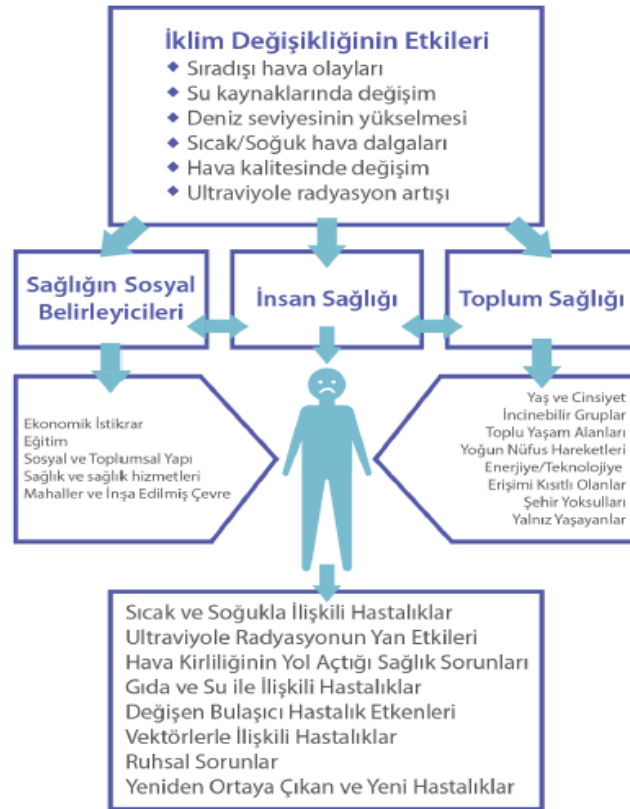 İklim Değişikliğinin Etkileri
Sıradışı hava olayları
Su kaynaklarında değişim
Deniz seviyesinin yükselmesi
Sıcak/Soğuk hava dalgaları
Hava kalitesinde değişim
Ultraviyole radyasyon artışı
Sağlığın Sosyal
Belirleyicileri
İnsan Sağlığı
Toplum Sağlığı
Ekonomik İstikrar
Eğitim
Sosyal ve Toplumsal Yapı
Sağlık ve sağlık hizmetleri
Mahaller ve İnşa Edilmiş Çevre
Yaş ve Cinsiyet
İncinebilir Gruplar
Toplu Yaşam Alanları
Yoğun Nüfus Hareketleri
Enerjiye/Teknolojiye
Erişimi Kısıtlı Olanlar
Şehir Yoksulları
Yalnız Yaşayanlar
Sıcak ve Soğukla İlişkili Hastalıklar
Ultraviyole Radyasyonun Yan Etkileri
Hava Kirliliğinin Yol Açtığı Sağlık Sorunları
Gıda ve Su ile İlişkili Hastalıklar
Değişen Bulaşıcı Hastalık Etkenleri
Vektörlerle İlişkili Hastalıklar
Ruhsal Sorunlar
Yeniden Ortaya Çıkan ve Yeni Hastalıklar